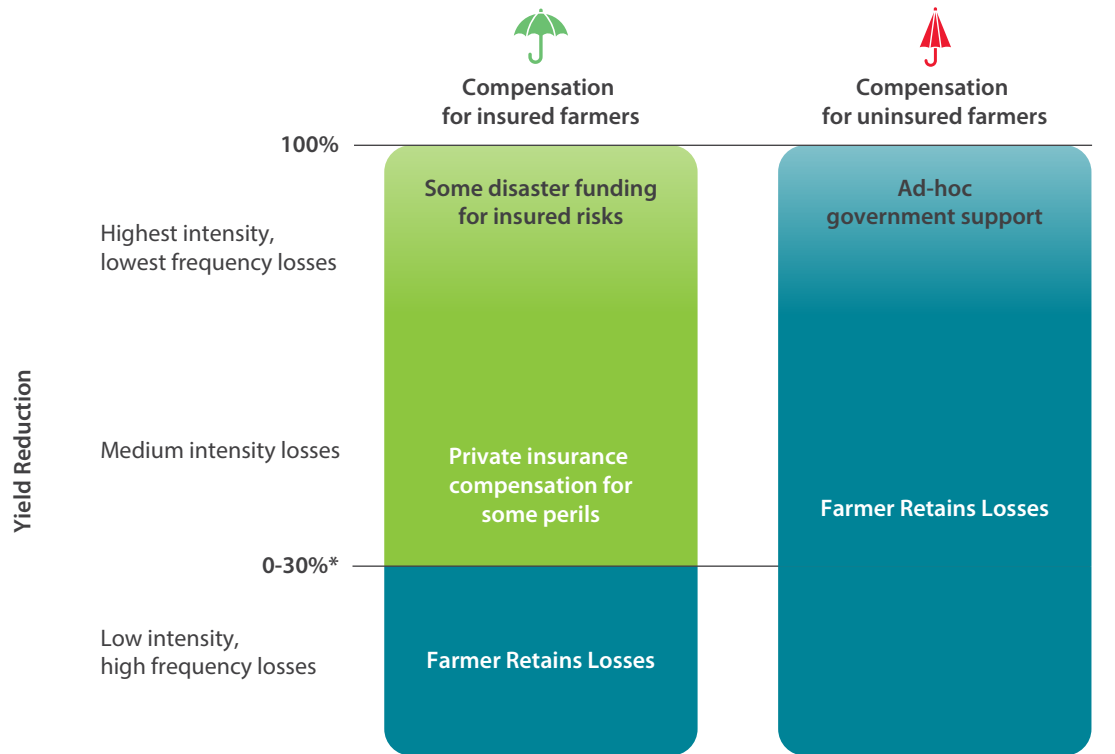 Compensation
for insured farmers
Compensation
for uninsured farmers
100%
Some disaster funding
for insured risks
Ad-hoc
government support
Highest intensity,
lowest frequency losses
Yield Reduction
Medium intensity losses
Private insurance
compensation for
some perils
Farmer Retains Losses
0-30%*
Low intensity,
high frequency losses
Farmer Retains Losses